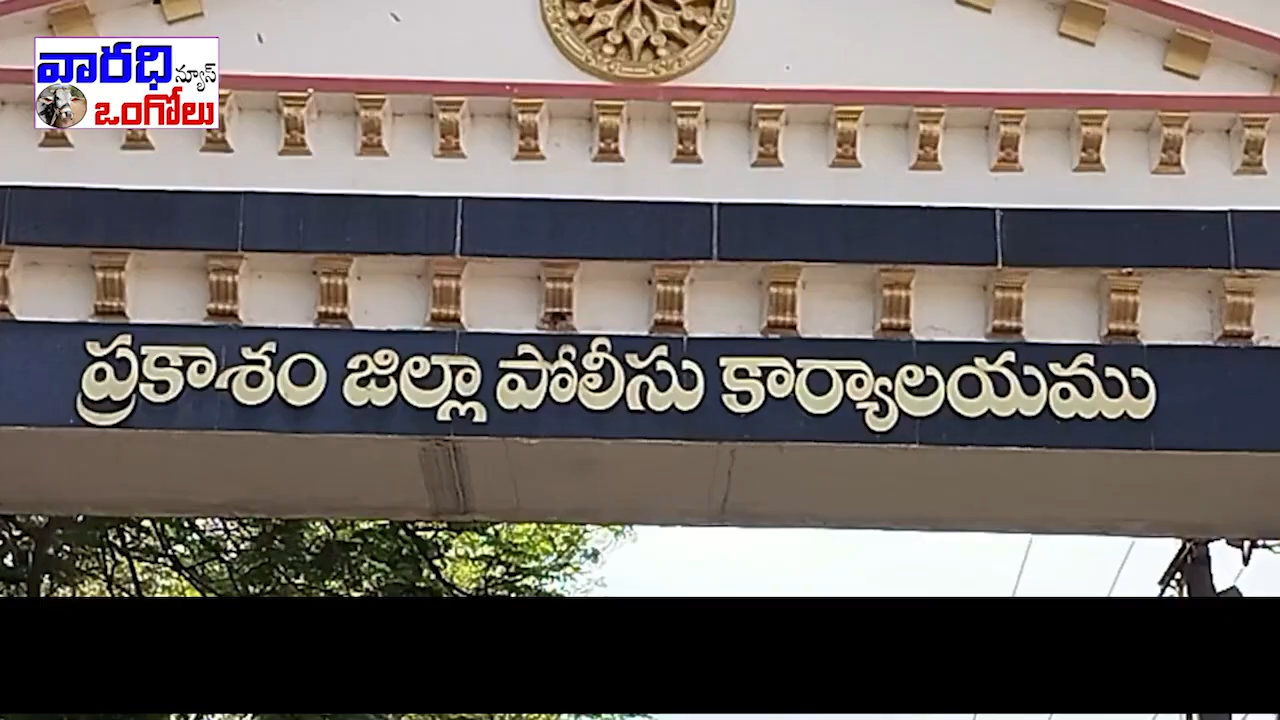 వారధి న్యూస్
ఒంగోలు
ప్రకాశం జిల్లా పోలీసు కార్యాలయము